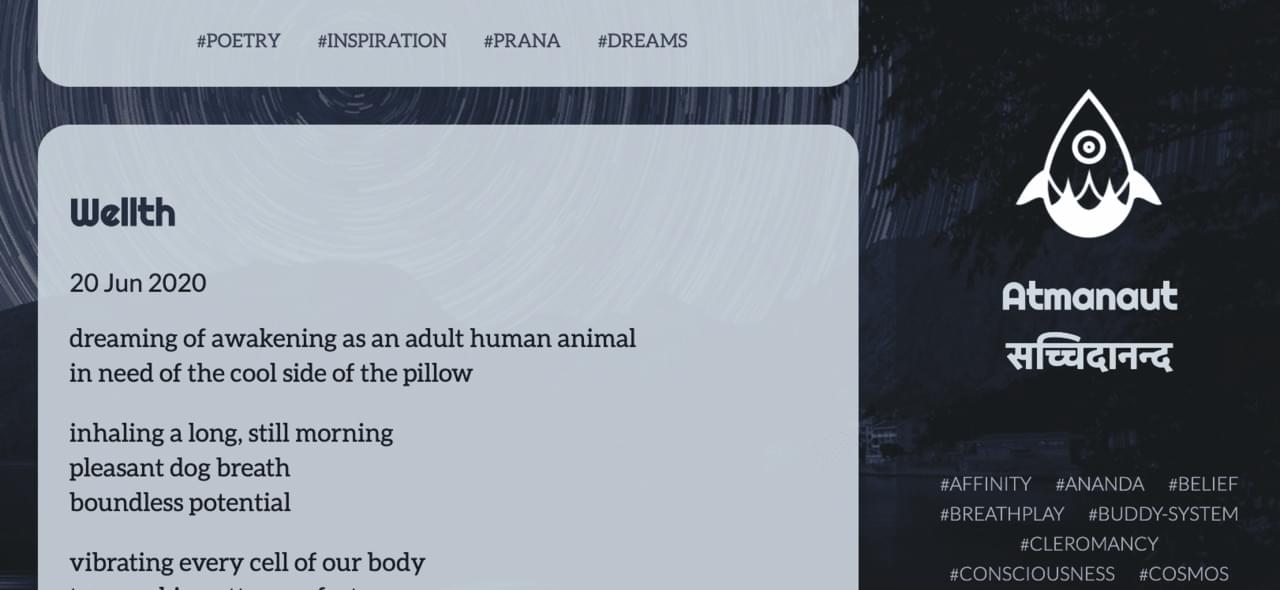 #POETRY #INSPIRATION #PRANA #DREAMS
Wellth
20 Jun 2020
dreaming of awakening as an adult human animal
in need of the cool side of the pillow
inhaling a long, still morning
pleasant dog breath
boundless potential
vibrating every cell of our body
Atmanaut
सच्चिदानन्द
#AFFINITY #ANANDA #BELIEF
#BREATHPLAY #BUDDY-SYSTEM
#CLEROMANCY
#CONSCIOUSNESS #COSMOS